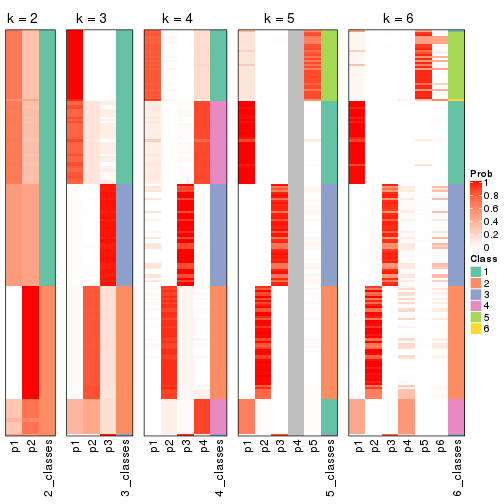 k = 2
k = 3
k = 4
k = 5
k = 6
Prob
1
0.8
0.6
0.4
0.2
0
Class
1
2
3
4
5
6
p1
p2
2_classes
p1
p2
p3
3_classes
p1
p2
p3
p4
4_classes
p1
p2
p3
p4
p5
5_classes
p1
p2
p3
p4
p5
p6
6_classes